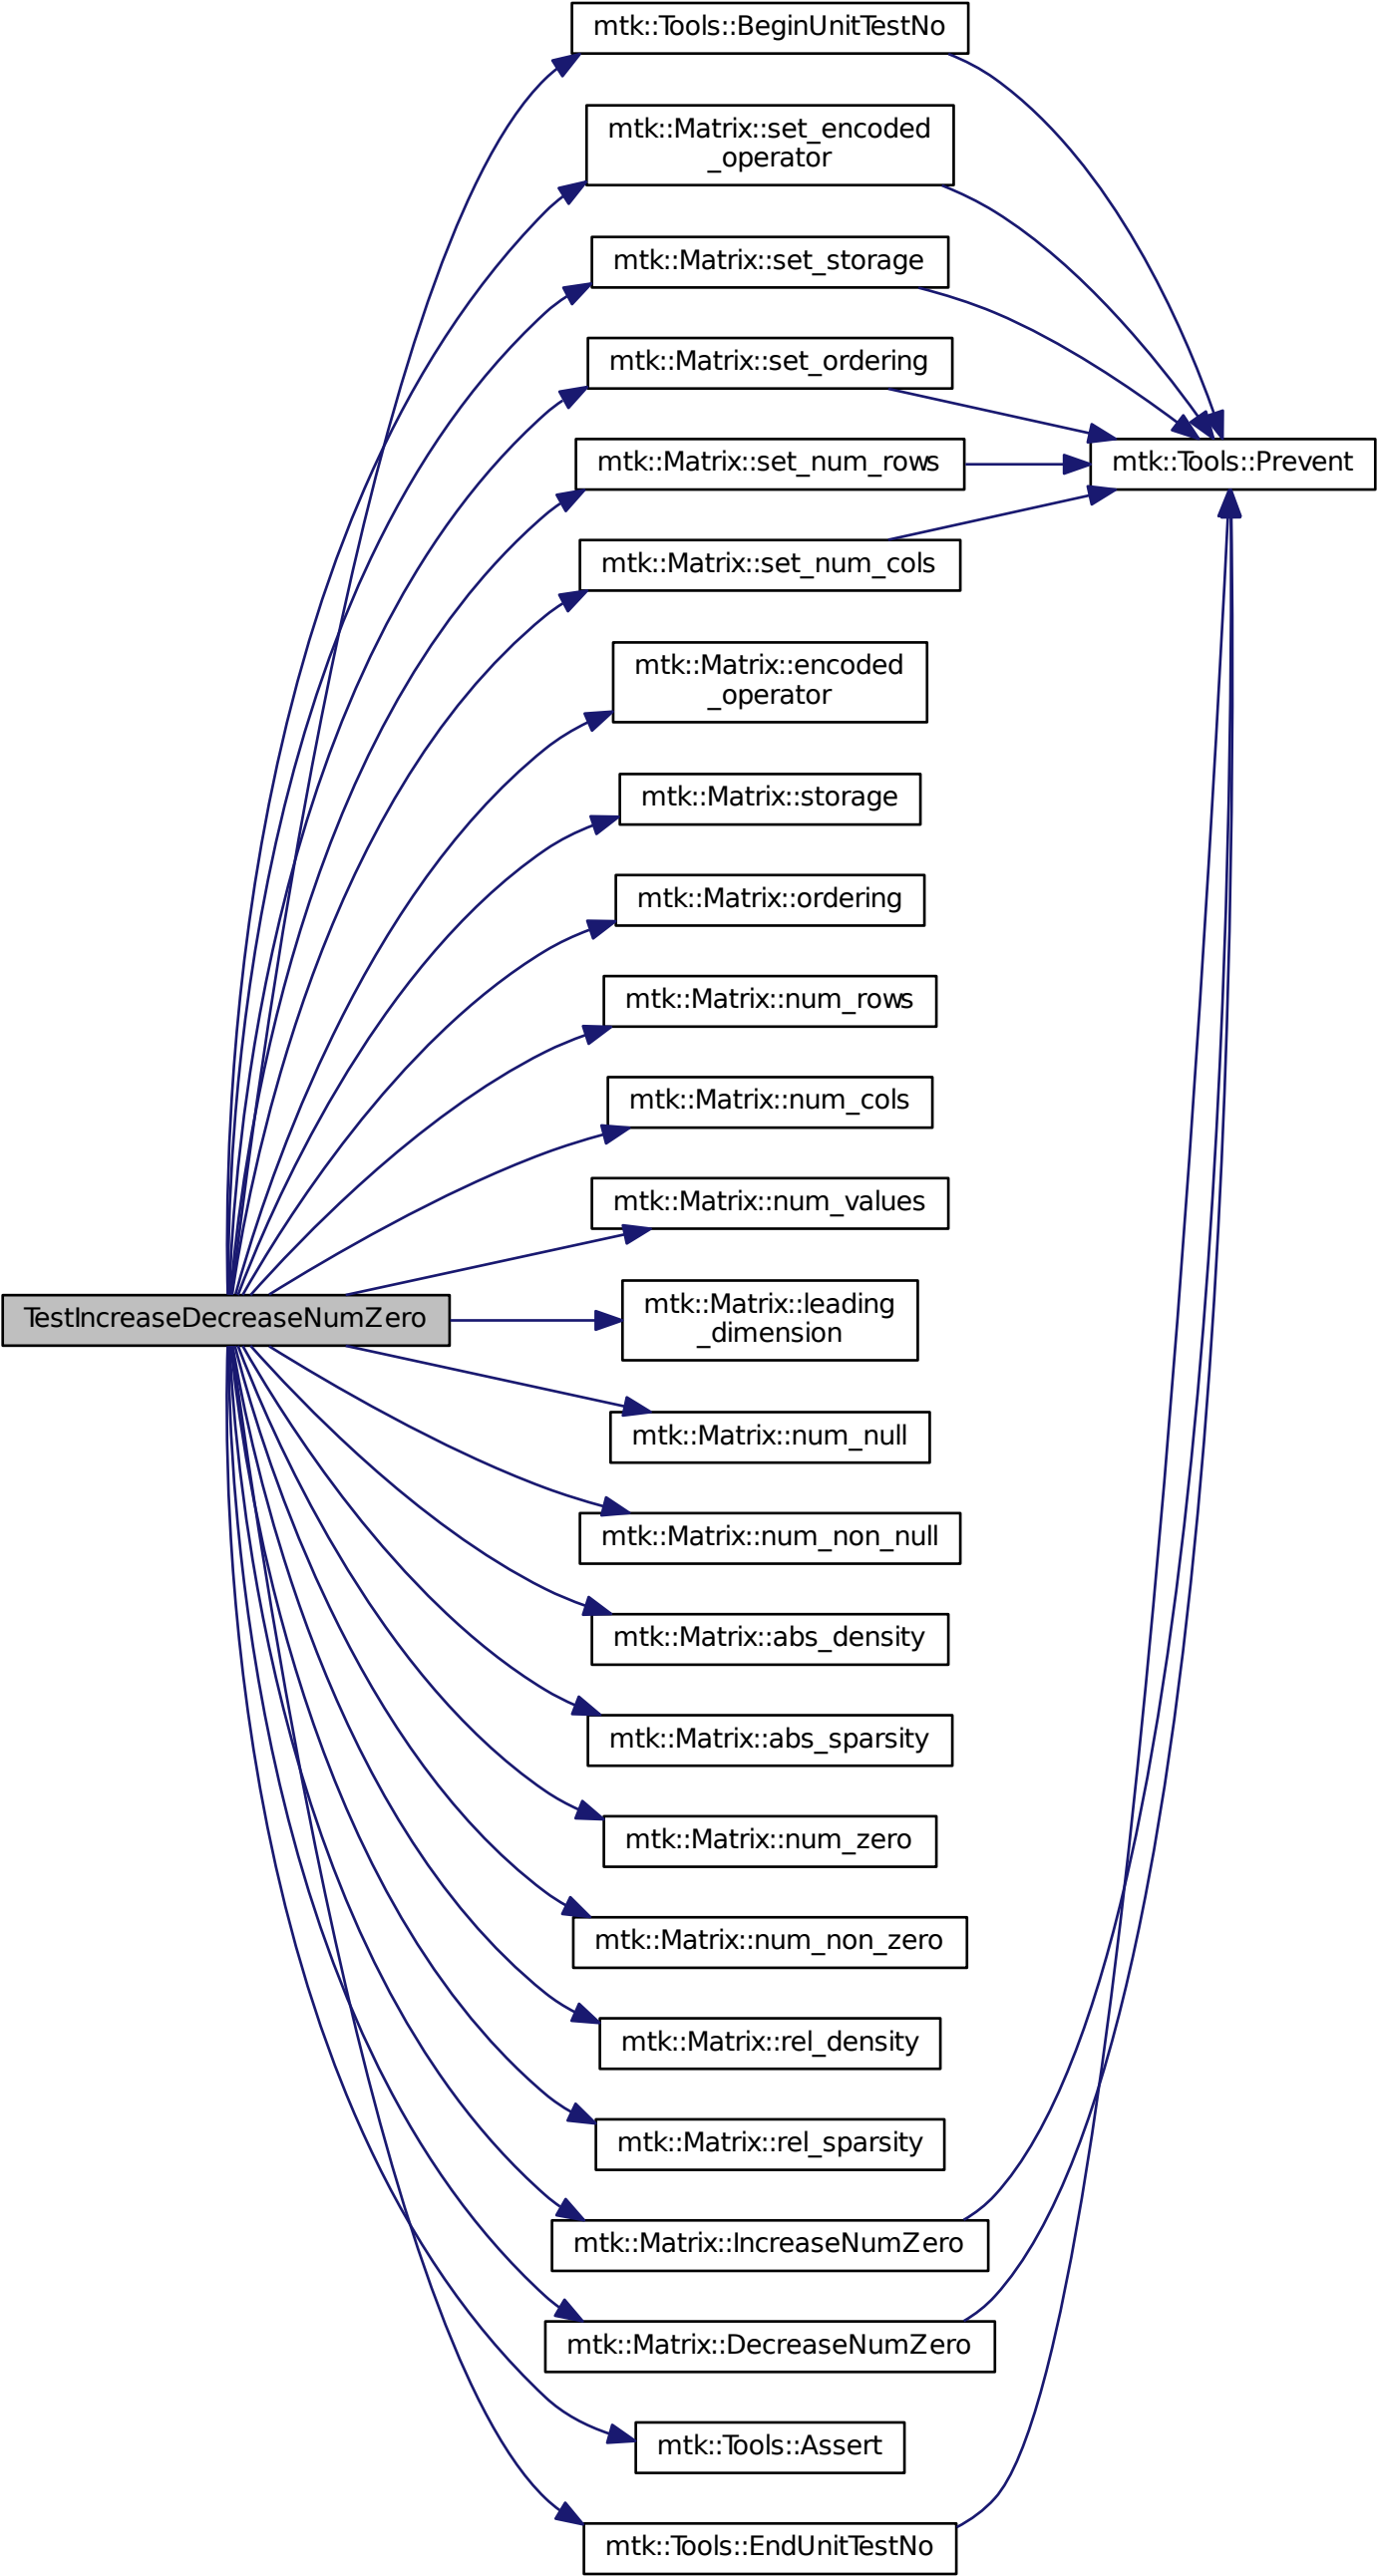 mtk::Tools::BeginUnitTestNo
mtk::Matrix::set_encoded
_operator
mtk::Matrix::set_storage
mtk::Matrix::set_ordering
mtk::Matrix::set_num_rows
mtk::Tools::Prevent
mtk::Matrix::set_num_cols
mtk::Matrix::encoded
_operator
mtk::Matrix::storage
mtk::Matrix::ordering
mtk::Matrix::num_rows
mtk::Matrix::num_cols
mtk::Matrix::num_values
TestIncreaseDecreaseNumZero
mtk::Matrix::leading
_dimension
mtk::Matrix::num_null
mtk::Matrix::num_non_null
mtk::Matrix::abs_density
mtk::Matrix::abs_sparsity
mtk::Matrix::num_zero
mtk::Matrix::num_non_zero
mtk::Matrix::rel_density
mtk::Matrix::rel_sparsity
mtk::Matrix::IncreaseNumZero
mtk::Matrix::DecreaseNumZero
mtk::Tools::Assert
mtk::Tools::EndUnitTestNo